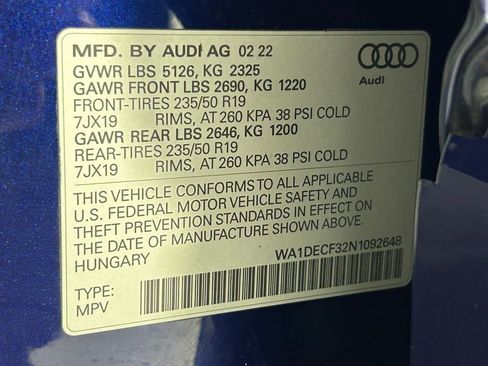 MFD. BY AUDI AG 02 22
GVWR LBS 5126, KG 2325
GAWR FRONT LBS 2690, KG 1220
FRONT-TIRES 235/50 R19
7JX19 RIMS, AT 260 KPA 38 PSI COLD
GAWR REAR LBS 2646, KG 1200
REAR-TIRES 235/50 R19
7JX19 RIMS, AT 260 KPA 38 PSI COLD
Audi
THIS VEHICLE CONFORMS TO ALL APPLICABLE
U.S. FEDERAL MOTOR VEHICLE SAFETY AND
THEFT PREVENTION STANDARDS IN EFFECT ON
THE DATE OF MANUFACTURE SHOWN ABOVE.
HUNGARY WA1DECF32N1092648
TYPE:
MPV